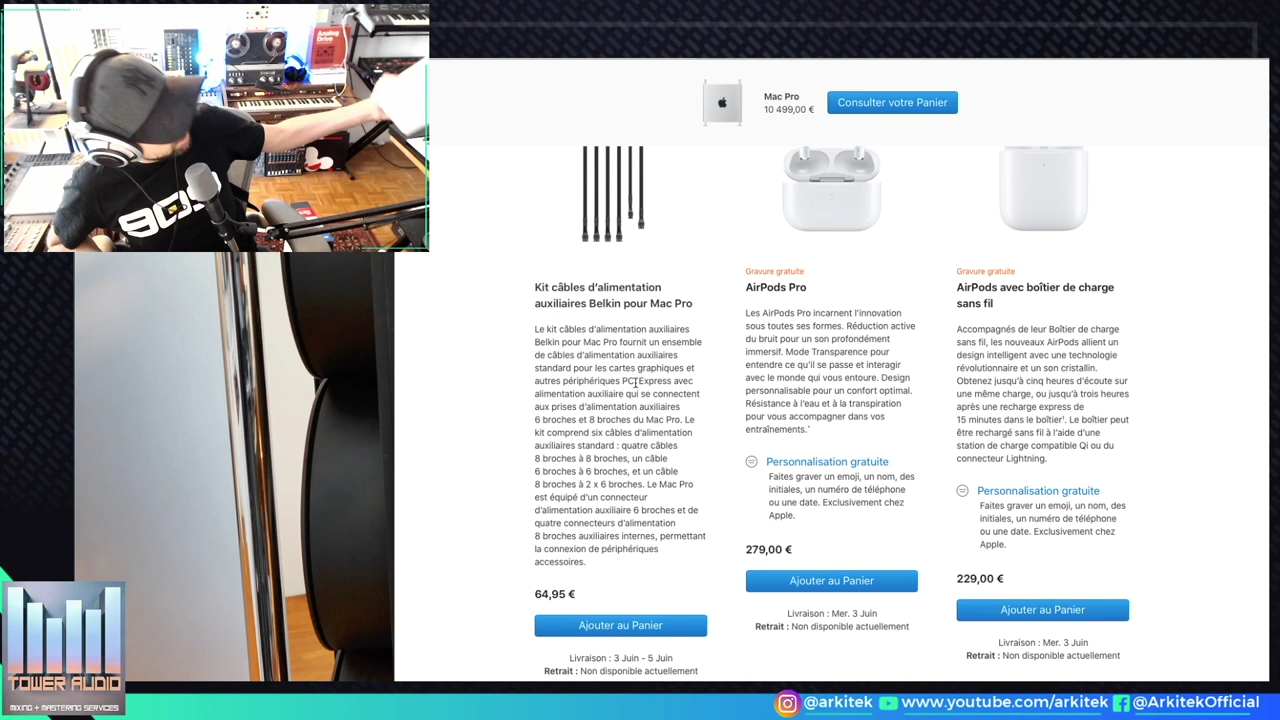 Analog
Drive
909
Mac Pro
10 499,00 €
Consulter votre Panier
Kit câbles d'alimentation
auxiliaires Belkin pour Mac Pro
Le kit câbles d'alimentation auxiliaires
Belkin pour Mac Pro fournit un ensemble
de câbles d'alimentation auxiliaires
standard pour les cartes graphiques et
autres périphériques PCI Express avec
alimentation auxiliaire qui se connectent
aux prises d'alimentation auxiliaires
6 broches et 8 broches du Mac Pro. Le
kit comprend six câbles d'alimentation
auxiliaires standard : quatre câbles
8 broches à 8 broches, un câble
6 broches à 6 broches, et un câble
8 broches à 2 x 6 broches. Le Mac Pro
est équipé d'un connecteur
d'alimentation auxiliaire 6 broches et de
quatre connecteurs d'alimentation
8 broches auxiliaires internes, permettant
la connexion de périphériques
accessoires.
64,95 €
Ajouter au Panier
Livraison : 3 Juin - 5 Juin
Retrait : Non disponible actuellement
Gravure gratuite
AirPods Pro
Les AirPods Pro incarnent l'innovation
sous toutes ses formes. Réduction active
du bruit pour un son profondément
immersif. Mode Transparence pour
entendre ce qu'il se passe et interagir
avec le monde qui vous entoure. Design
personnalisable pour un confort optimal.
Résistance à l'eau et à la transpiration
pour vous accompagner dans vos
entraînements.*
Personnalisation gratuite
Faites graver un emoji, un nom, des
initiales, un numéro de téléphone
ou une date. Exclusivement chez
Apple.
279,00 €
Ajouter au Panier
Livraison : Mer. 3 Juin
Retrait : Non disponible actuellement
Gravure gratuite
AirPods avec boîtier de charge
sans fil
Accompagnés de leur Boîtier de charge
sans fil, les nouveaux AirPods allient un
design intelligent avec une technologie
révolutionnaire et un son cristallin.
Obtenez jusqu'à cinq heures d'écoute sur
une même charge, ou jusqu'à trois heures
après une recharge express de
15 minutes dans le boîtier¹. Le boîtier peut
être rechargé sans fil à l'aide d'une
station de charge compatible Qi ou du
connecteur Lightning.
Personnalisation gratuite
Faites graver un emoji, un nom, des
initiales, un numéro de téléphone
ou une date. Exclusivement chez
Apple.
229,00 €
Ajouter au Panier
Livraison : Mer. 3 Juin
Retrait : Non disponible actuellement
TOWER AUDIO
MIXING + MASTERING SERVICES
@arkitek
www.youtube.com/arkitek
@ArkitekOfficial